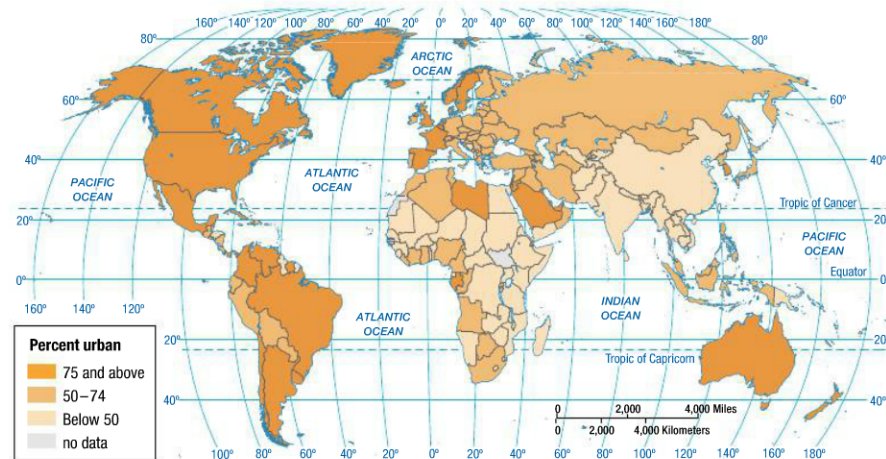 160° 120° 100° 80° 60° 40° 20° 0° 20° 40° 60° 80° 100° 120° 140° 160°
80° 80°
ARCTIC
OCEAN
60° 60°
40° 40°
PACIFIC
OCEAN
ATLANTIC
OCEAN
Tropic of Cancer
20° 20°
PACIFIC
OCEAN
Equator
0° 0°
160° 140° 120°
ATLANTIC
OCEAN
INDIAN
OCEAN
20° 20
Tropic of Capricorn
40° 40°
Percent urban
75 and above
50–74
Below 50
no data
0 2,000 4,000 Miles
0 2,000 4,000 Kilometers
100° 80° 60° 40° 20° 0° 20° 40° 60° 80° 100° 120° 140° 160° 180°